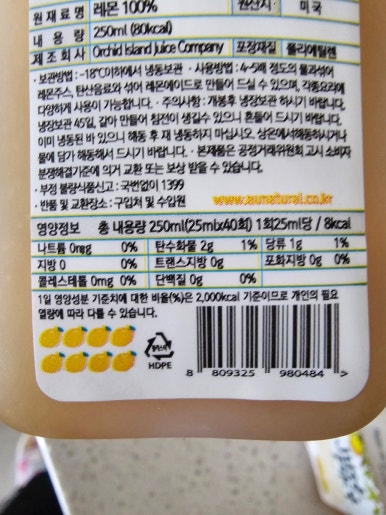 원 재 료 명 레몬 100% 원산지 미국
내 용 량 250ml (80kcal)
제 조 회 사 Orchid Island Juice Company 포장재질 폴리에틸렌
· 보관방법 : -18℃이하에서 냉동보관 · 사용방법 : 4~5배 정도의 물과섞어
레몬주스, 탄산음료와 섞어 레몬에이드로 만들어 드실 수 있으며, 각종요리에
다양하게 사용이 가능합니다. · 주의사항 : 개봉후 냉장보관 하시기 바랍니다.
냉장보관 45일, 갈아 만들어 침전이 생길수 있으니 흔들어 드시기 바랍니다.
이미 냉동된 바 있으니 해동 후 재 냉동하지 마십시오. 상온에서해동하시거나
물에 담가 해동해서 드시기 바랍니다. · 본제품은 공정거래위원회 고시 소비자
분쟁해결기준에 의거 교환 또는 보상 받을 수 있습니다.
· 부정 불량식품신고 : 국번없이 1399
· 반품 및 교환장소 : 구입처 및 수입원 www.aunatural.co.kr
영양정보 총 내용량 250ml(25mlx40회) 1회25ml당 / 8kcal
나트륨 0mg 0% 탄수화물 2g 1% 당류 1g 1%
지방 0 0% 트랜스지방 0g 포화지방 0g 0%
콜레스테롤 0mg 0% 단백질 0g 0%
1일 영양성분 기준치에 대한 비율(%)은 2,000kcal 기준이므로 개인의 필요
열량에 따라 다를 수 있습니다.
HDPE
8 809325 980484 >